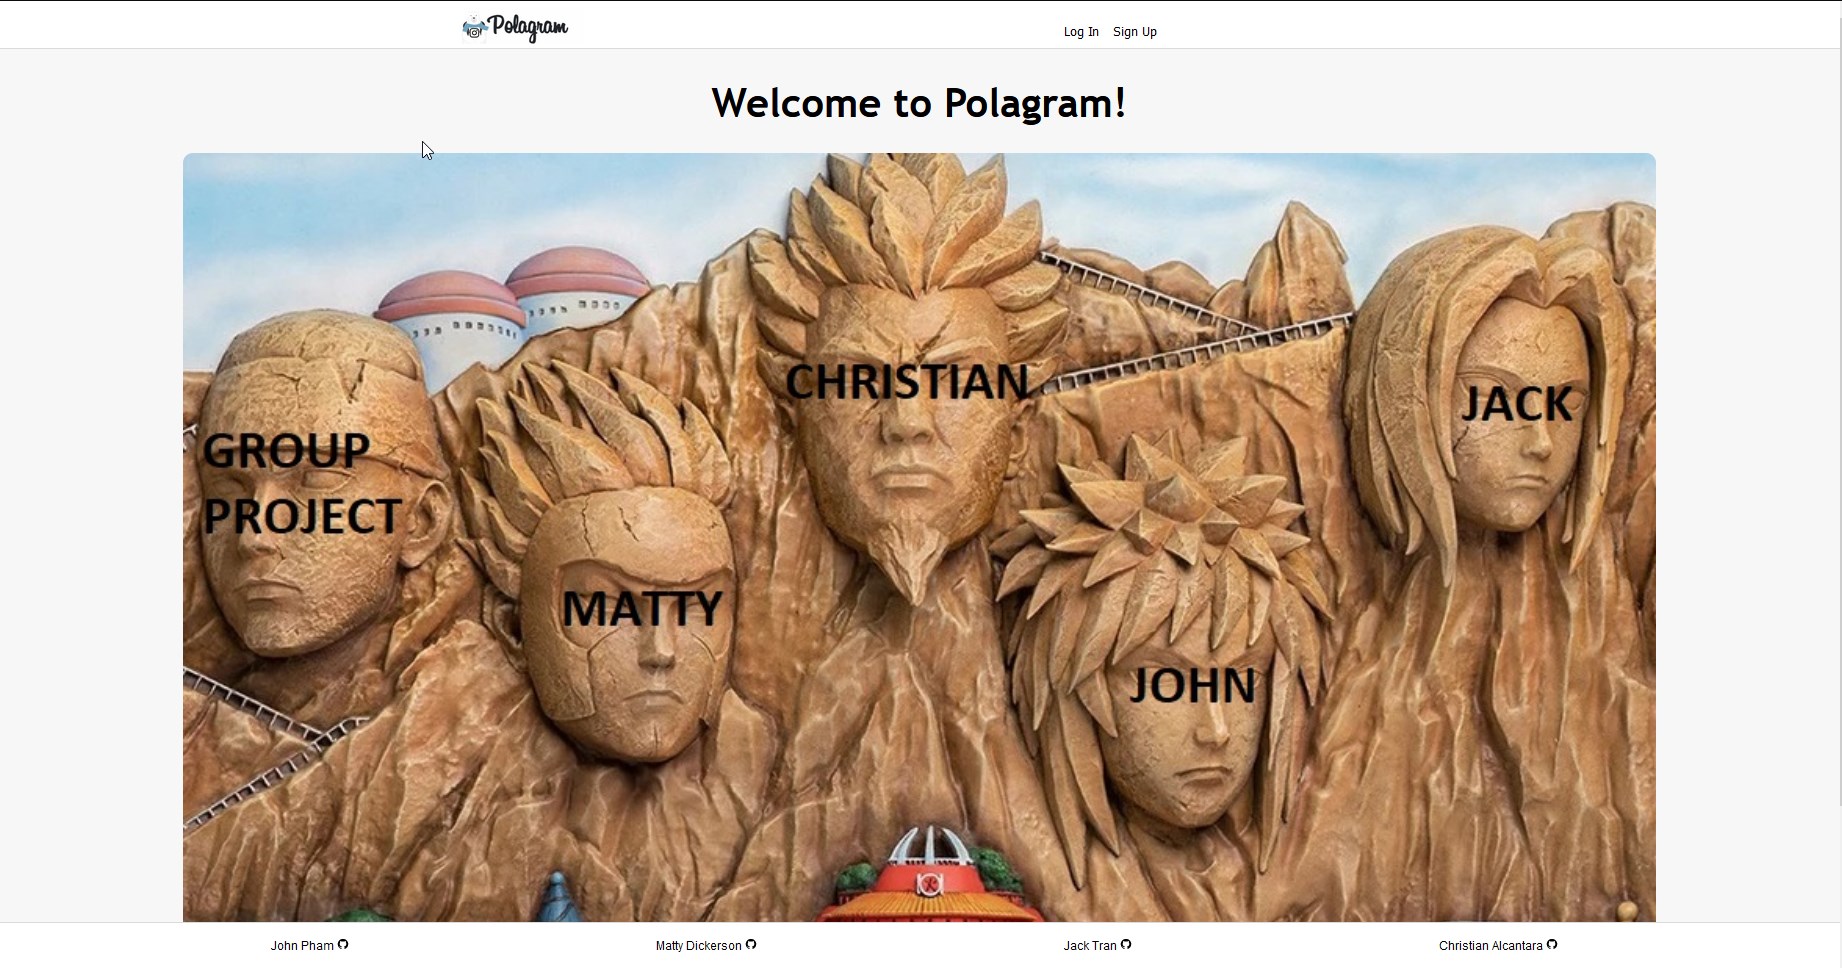 Polagram
Log In Sign Up
Welcome to Polagram!
CHRISTIAN
JACK
GROUP
PROJECT
MATTY
JOHN
John Pham
Matty Dickerson
Jack Tran
Christian Alcantara